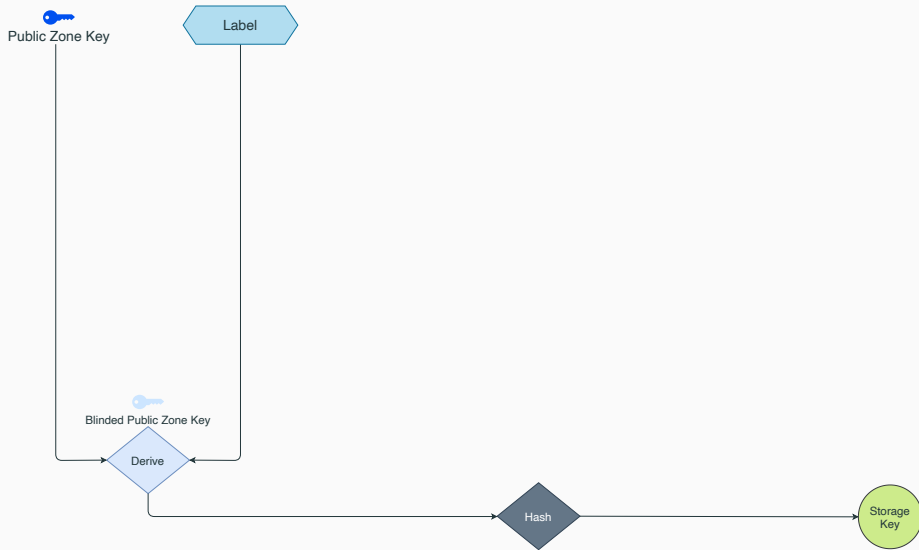 Public Zone Key
Label
Blinded Public Zone Key
Derive
Hash
Storage
Key